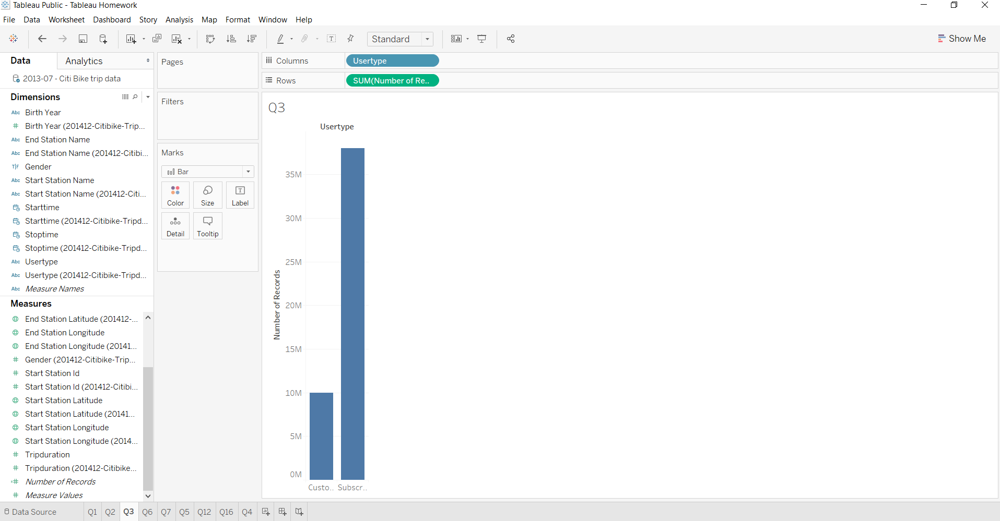 Tableau Public - Tableau Homework
File Data Worksheet Dashboard Story Analysis Map Format Window Help
Standard
Show Me
Data
Analytics
2013-07 - Citi Bike trip data
Dimensions
Abc Birth Year
# Birth Year (201412-Citibike-Trip...
Abc End Station Name
Abc End Station Name (201412-Citibi...
T|F Gender
Abc Start Station Name
Abc Start Station Name (201412-Citi...
Starttime
Starttime (201412-Citibike-Tripd...
Stoptime
Stoptime (201412-Citibike-Tripd...
Abc Usertype
Abc Usertype (201412-Citibike-Tripd...
Abc Measure Names
Measures
End Station Latitude (201412-...
End Station Longitude
End Station Longitude (20141...
# Gender (201412-Citibike-Trip...
# Start Station Id
# Start Station Id (201412-Citibi...
Start Station Latitude
Start Station Latitude (20141...
Start Station Longitude
Start Station Longitude (2014...
# Tripduration
# Tripduration (201412-Citibike...
=# Number of Records
# Measure Values
Pages
Filters
Marks
Bar
Color Size Label
Detail Tooltip
Columns Usertype
Rows SUM(Number of Re..
Q3
Usertype
Number of Records
35M
30M
25M
20M
15M
10M
5M
0M
Custo.. Subscr..
Data Source Q1 Q2 Q3 Q6 Q7 Q5 Q12 Q16 Q4